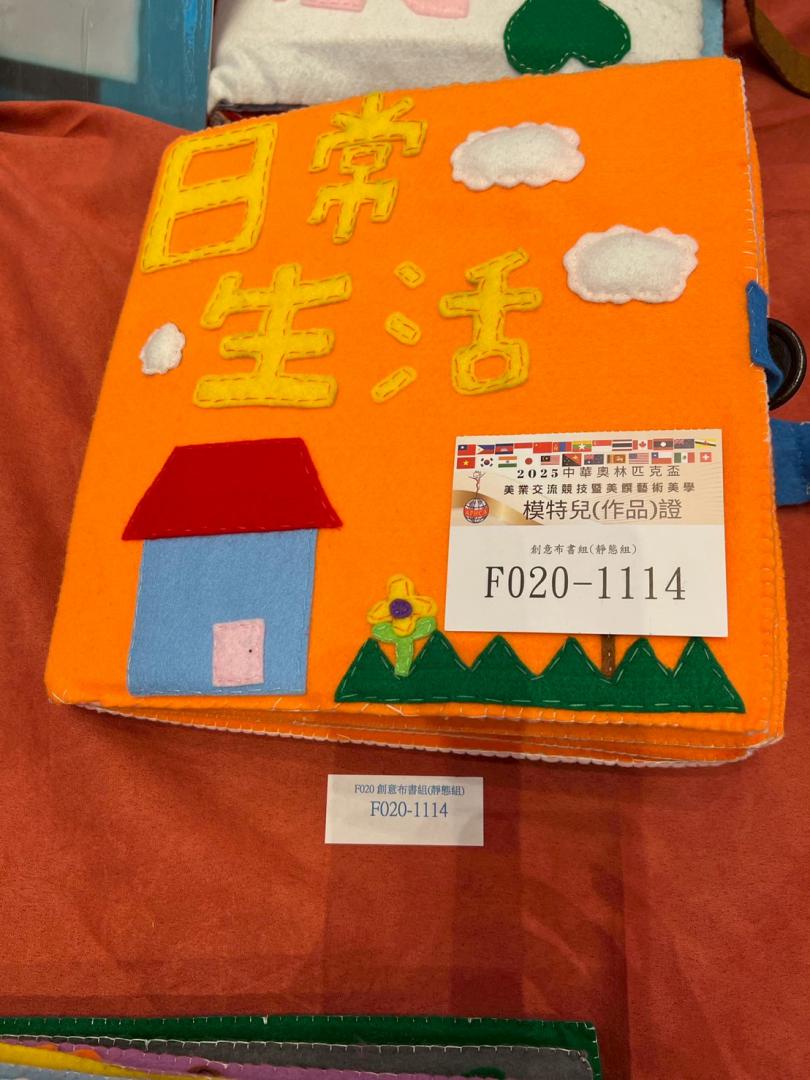 日常
生活
2025中華奧林匹克盃
美業交流競技暨美饌藝術美學
模特兒(作品)證
創意布書組(靜態組)
F020-1114
F020 創意布書組(靜態組)
F020-1114